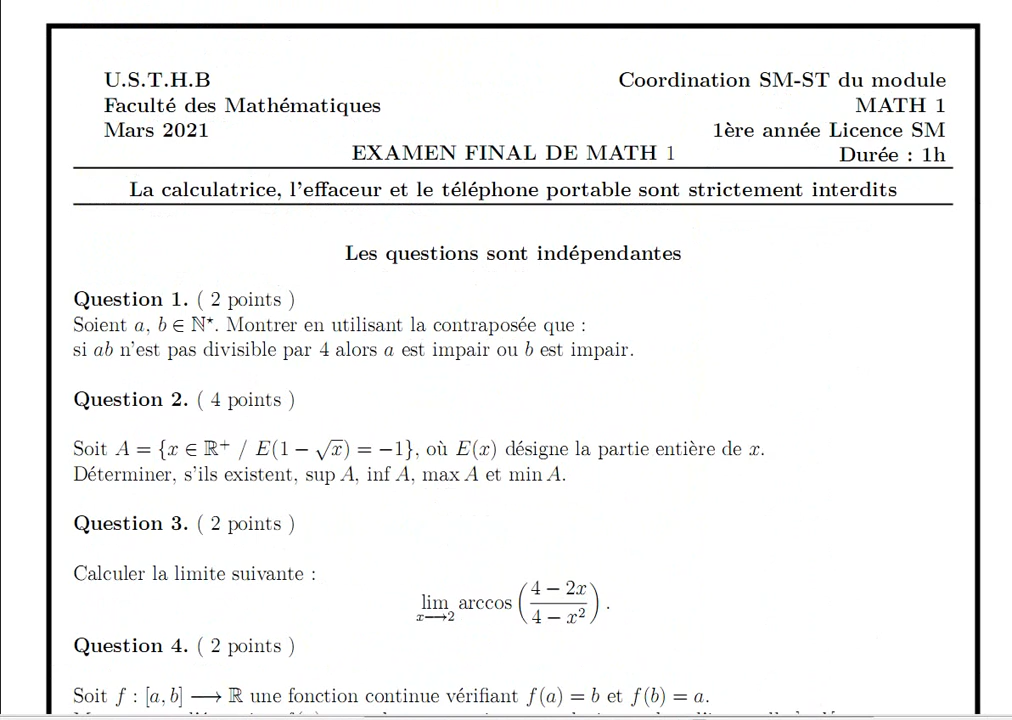 U.S.T.H.B
Faculté des Mathématiques
Mars 2021
Coordination SM-ST du module
MATH 1
1ère année Licence SM
Durée : 1h
EXAMEN FINAL DE MATH 1
La calculatrice, l'effaceur et le téléphone portable sont strictement interdits
Les questions sont indépendantes
Question 1. ( 2 points )
Soient a, b ∈ ℕ*. Montrer en utilisant la contraposée que :
si ab n'est pas divisible par 4 alors a est impair ou b est impair.
Question 2. ( 4 points )
Soit A = {x ∈ ℝ⁺ / E(1 − √x) = −1}, où E(x) désigne la partie entière de x.
Déterminer, s'ils existent, sup A, inf A, max A et min A.
Question 3. ( 2 points )
Calculer la limite suivante :
lim x⟶2 arccos ((4 − 2x)/(4 − x²)).
Question 4. ( 2 points )
Soit f : [a, b] ⟶ ℝ une fonction continue vérifiant f(a) = b et f(b) = a.